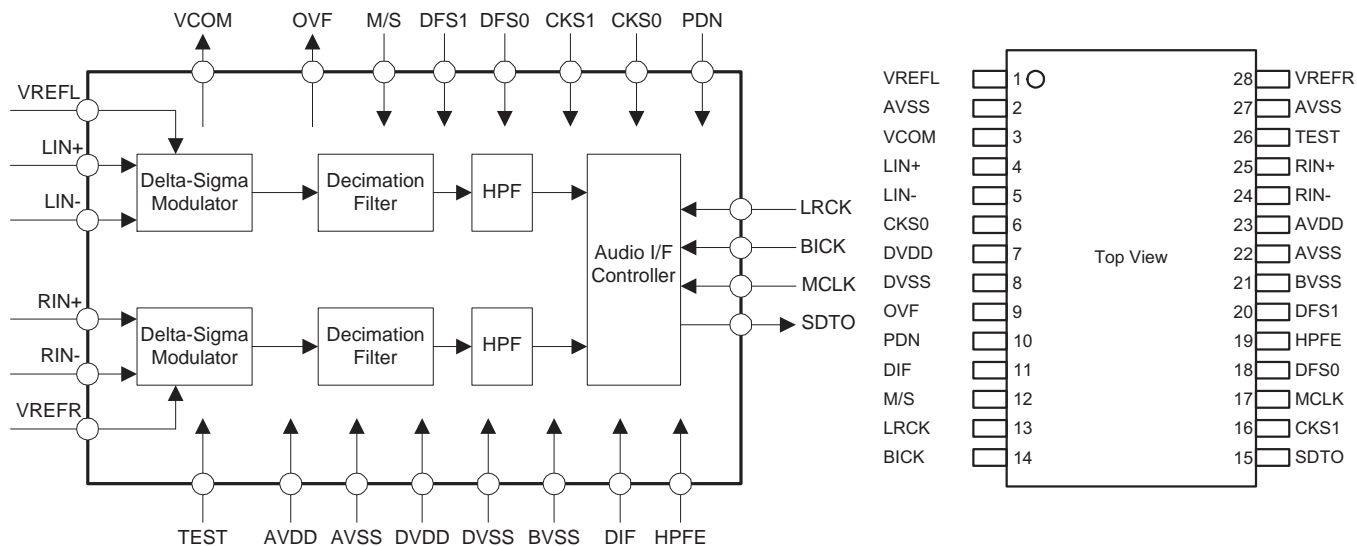 VCOM OVF M/S DFS1 DFS0 CKS1 CKS0 PDN
VREFL
LIN+
LIN-
Delta-Sigma
Modulator
Decimation
Filter
HPF
Audio I/F
Controller
LRCK
BICK
MCLK
SDTO
RIN+
RIN-
VREFR
Delta-Sigma
Modulator
Decimation
Filter
HPF
TEST AVDD AVSS DVDD DVSS BVSS DIF HPFE
VREFL 1 28 VREFR
AVSS 2 27 AVSS
VCOM 3 26 TEST
LIN+ 4 25 RIN+
LIN- 5 24 RIN-
CKS0 6 23 AVDD
DVDD 7 Top View 22 AVSS
DVSS 8 21 BVSS
OVF 9 20 DFS1
PDN 10 19 HPFE
DIF 11 18 DFS0
M/S 12 17 MCLK
LRCK 13 16 CKS1
BICK 14 15 SDTO